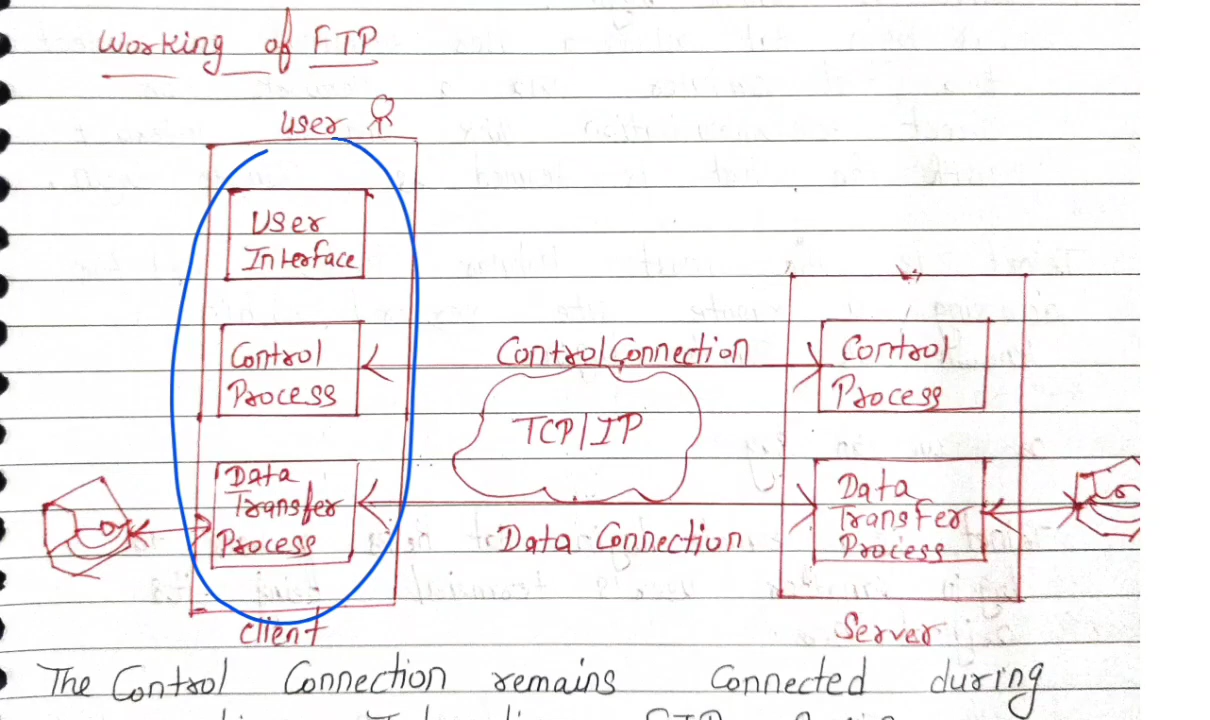 Working of FTP
User
User
Interface
Control
Process
Control Connection
Control
Process
TCP/IP
Data
Transfer
Process
Data Connection
Data
Transfer
Process
Client
Server
The Control Connection remains Connected during